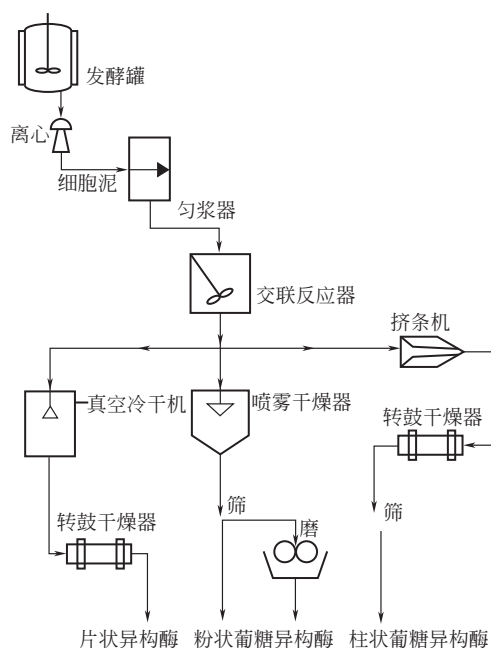 发酵罐
离心
细胞泥
匀浆器
交联反应器
挤条机
真空冷干机
喷雾干燥器
转鼓干燥器
筛
筛
转鼓干燥器
磨
片状异构酶
粉状葡糖异构酶
柱状葡糖异构酶